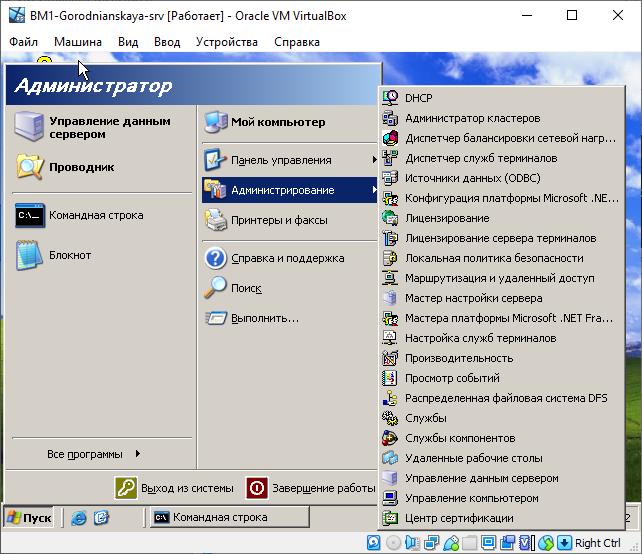 BM1-Gorodnianskaya-srv [Работает] - Oracle VM VirtualBox
Файл Машина Вид Ввод Устройства Справка
Администратор
Управление данным сервером
Проводник
Командная строка
Блокнот
Все программы
Мой компьютер
Панель управления
Администрирование
Принтеры и факсы
Справка и поддержка
Поиск
Выполнить...
DHCP
Администратор кластеров
Диспетчер балансировки сетевой нагр...
Диспетчер служб терминалов
Источники данных (ODBC)
Конфигурация платформы Microsoft .NE...
Лицензирование
Лицензирование сервера терминалов
Локальная политика безопасности
Маршрутизация и удаленный доступ
Мастер настройки сервера
Мастера платформы Microsoft .NET Fra...
Настройка служб терминалов
Производительность
Просмотр событий
Распределенная файловая система DFS
Службы
Службы компонентов
Удаленные рабочие столы
Управление данным сервером
Управление компьютером
Центр сертификации
Выход из системы Завершение работы
Пуск Командная строка 2
Right Ctrl